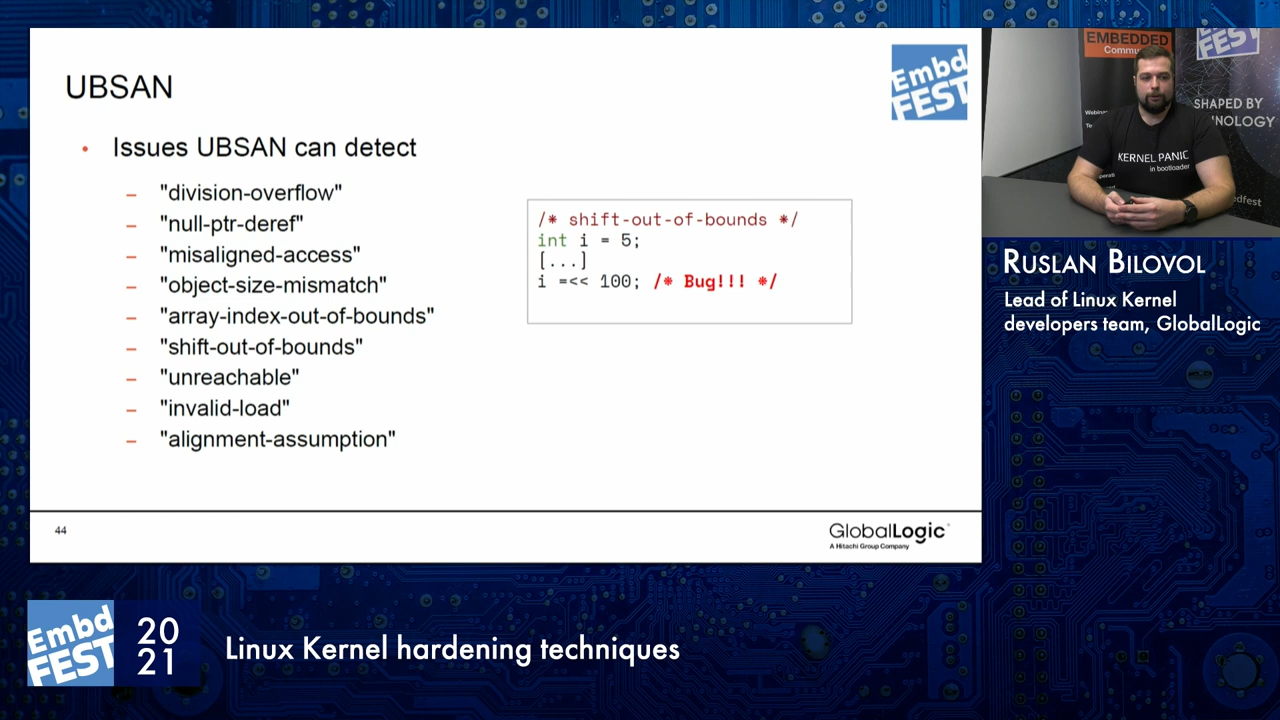 UBSAN
Embd
FEST
• Issues UBSAN can detect
– "division-overflow"
– "null-ptr-deref"
– "misaligned-access"
– "object-size-mismatch"
– "array-index-out-of-bounds"
– "shift-out-of-bounds"
– "unreachable"
– "invalid-load"
– "alignment-assumption"
/* shift-out-of-bounds */
int i = 5;
[...]
i =<< 100; /* Bug!!! */
44
GlobalLogic
A Hitachi Group Company
EMBEDDED
FEST
SHAPED BY
KERNEL PANIC
in bootloader
RUSLAN BILOVOL
Lead of Linux Kernel
developers team, GlobalLogic
Embd
FEST
20
21
Linux Kernel hardening techniques